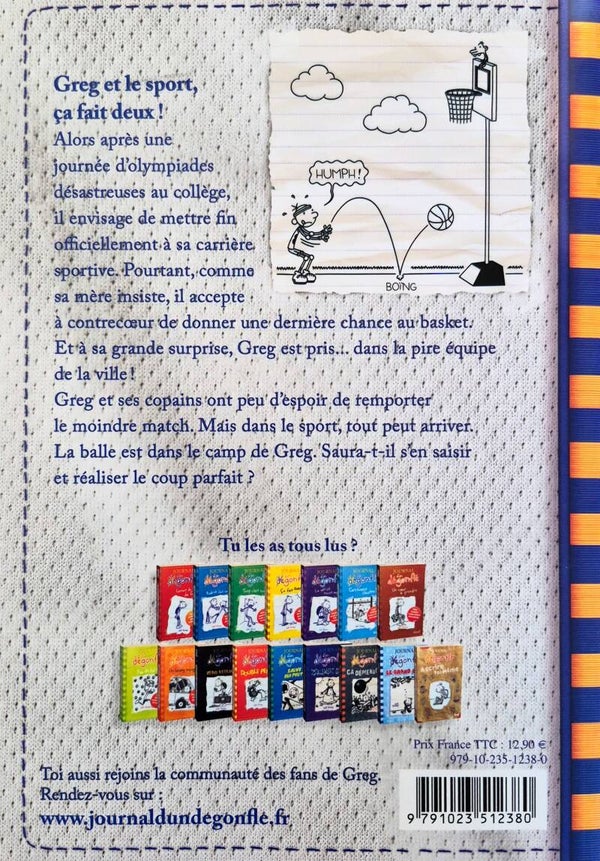 Greg et le sport,
ça fait deux !
Alors après une
journée d'olympiades
désastreuses au collège,
il envisage de mettre fin
officiellement à sa carrière
sportive. Pourtant, comme
sa mère insiste, il accepte
à contrecœur de donner une dernière chance au basket.
Et à sa grande surprise, Greg est pris... dans la pire équipe
de la ville !
Greg et ses copains ont peu d'espoir de remporter
le moindre match. Mais dans le sport, tout peut arriver.
La balle est dans le camp de Greg. Saura-t-il s'en saisir
et réaliser le coup parfait ?
HUMPH !
BOING
Tu les as tous lus ?
Prix France TTC : 12,90 €
979-10-235-1238-0
Toi aussi rejoins la communauté des fans de Greg.
Rendez-vous sur :
www.journaldundegonfle.fr
9 791023 512380